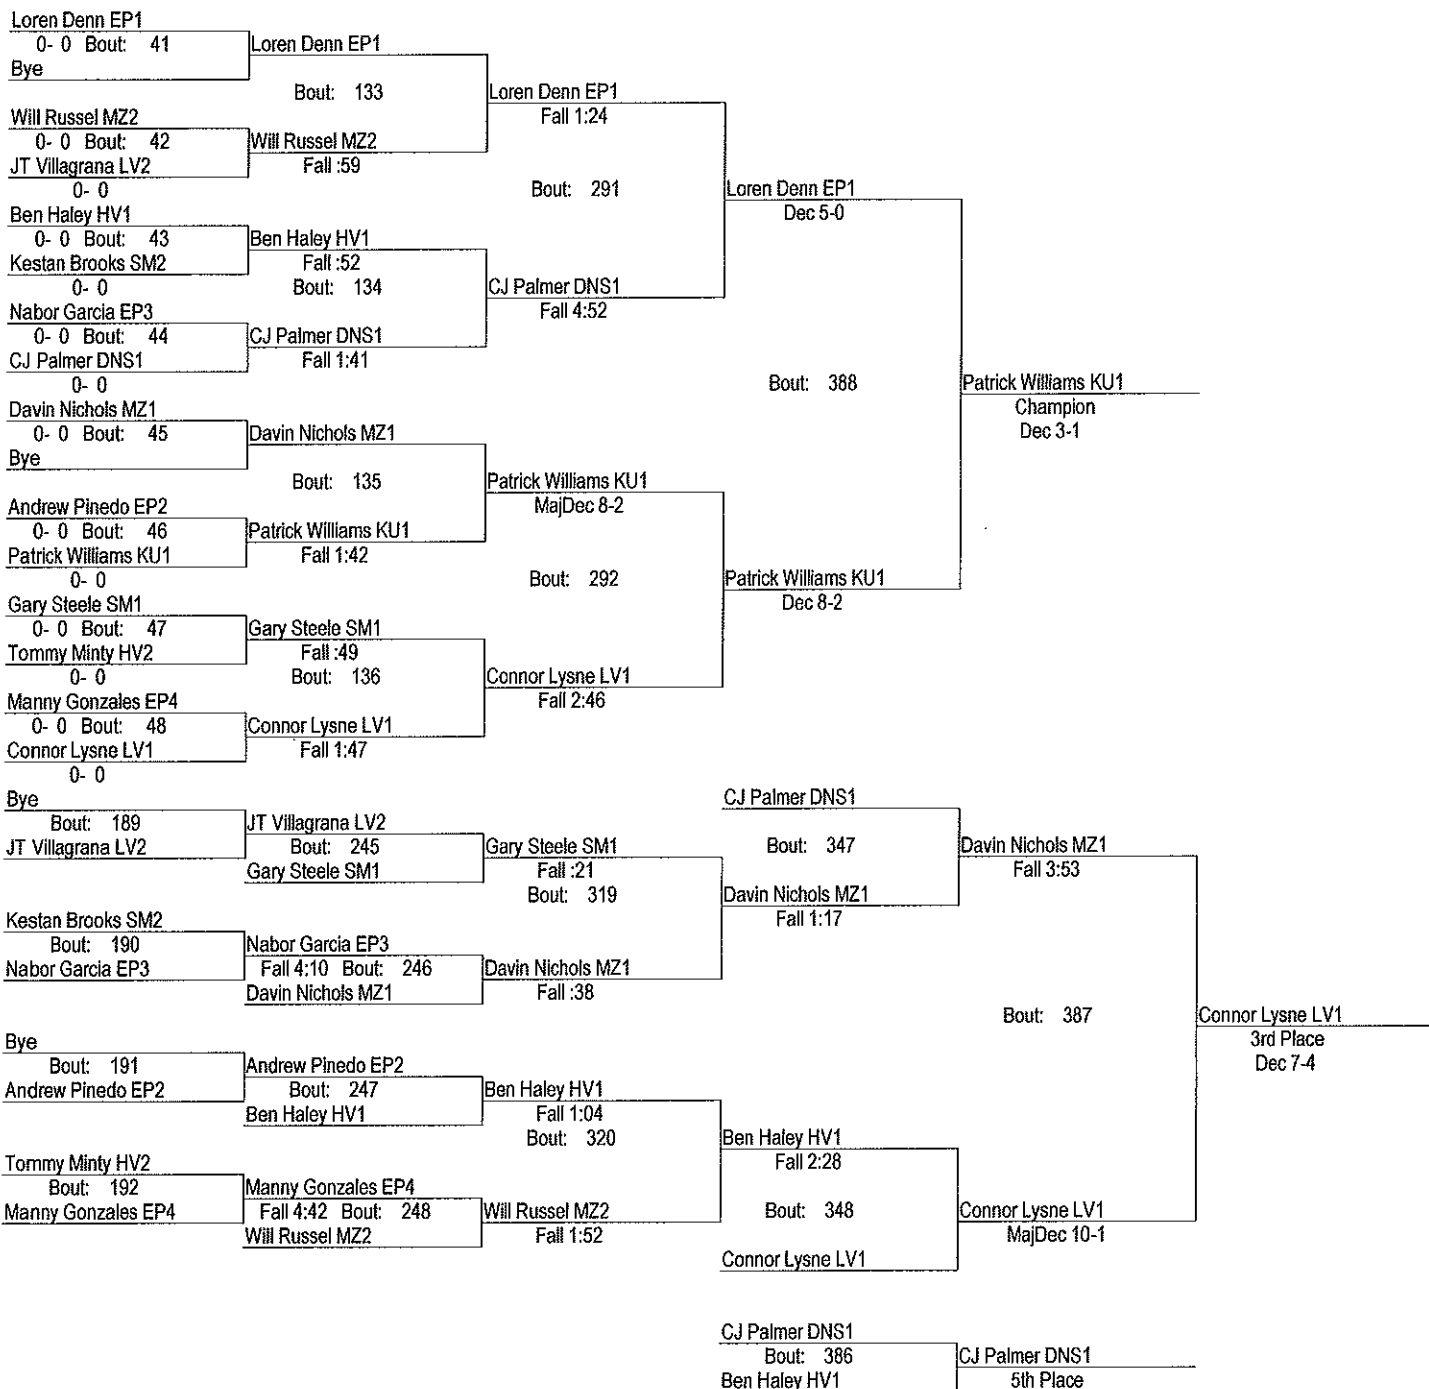 Loren Denn EP1
0- 0 Bout: 41
Bye
Loren Denn EP1
Bout: 133
Will Russel MZ2
0- 0 Bout: 42
JT Villagrana LV2
0- 0
Will Russel MZ2
Fall :59
Loren Denn EP1
Fall 1:24
Bout: 291
Ben Haley HV1
0- 0 Bout: 43
Kestan Brooks SM2
0- 0
Ben Haley HV1
Fall :52
Bout: 134
Nabor Garcia EP3
0- 0 Bout: 44
CJ Palmer DNS1
0- 0
CJ Palmer DNS1
Fall 1:41
CJ Palmer DNS1
Fall 4:52
Loren Denn EP1
Dec 5-0
Bout: 388
Patrick Williams KU1
Champion
Dec 3-1
Davin Nichols MZ1
0- 0 Bout: 45
Bye
Davin Nichols MZ1
Bout: 135
Andrew Pinedo EP2
0- 0 Bout: 46
Patrick Williams KU1
0- 0
Patrick Williams KU1
Fall 1:42
Patrick Williams KU1
MajDec 8-2
Bout: 292
Gary Steele SM1
0- 0 Bout: 47
Tommy Minty HV2
0- 0
Gary Steele SM1
Fall :49
Bout: 136
Manny Gonzales EP4
0- 0 Bout: 48
Connor Lysne LV1
0- 0
Connor Lysne LV1
Fall 1:47
Connor Lysne LV1
Fall 2:46
Patrick Williams KU1
Dec 8-2
Bye
Bout: 189
JT Villagrana LV2
JT Villagrana LV2
Bout: 245
Gary Steele SM1
Gary Steele SM1
Fall :21
Bout: 319
Kestan Brooks SM2
Bout: 190
Nabor Garcia EP3
Nabor Garcia EP3
Fall 4:10 Bout: 246
Davin Nichols MZ1
Davin Nichols MZ1
Fall :38
CJ Palmer DNS1
Bout: 347
Davin Nichols MZ1
Fall 1:17
Davin Nichols MZ1
Fall 3:53
Bout: 387
Connor Lysne LV1
3rd Place
Dec 7-4
Bye
Bout: 191
Andrew Pinedo EP2
Andrew Pinedo EP2
Bout: 247
Ben Haley HV1
Ben Haley HV1
Fall 1:04
Bout: 320
Tommy Minty HV2
Bout: 192
Manny Gonzales EP4
Manny Gonzales EP4
Fall 4:42 Bout: 248
Will Russel MZ2
Will Russel MZ2
Fall 1:52
Ben Haley HV1
Fall 2:28
Bout: 348
Connor Lysne LV1
Connor Lysne LV1
MajDec 10-1
CJ Palmer DNS1
Bout: 386
Ben Haley HV1
CJ Palmer DNS1
5th Place